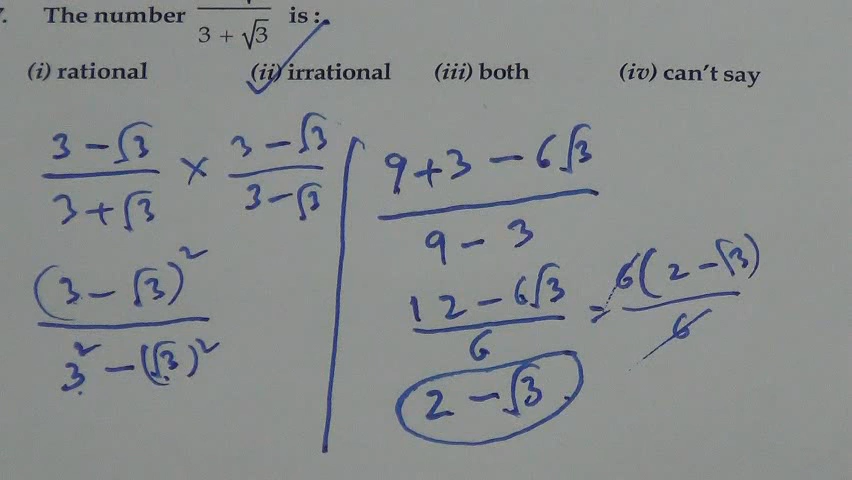 The number /(3 + √3) is :
(i) rational (ii) irrational (iii) both (iv) can't say
(3 - √3)/(3 + √3) × (3 - √3)/(3 - √3)
(3 - √3)²/(3² - (√3)²)
(9 + 3 - 6√3)/(9 - 3)
(12 - 6√3)/6 = 6(2 - √3)/6
2 - √3